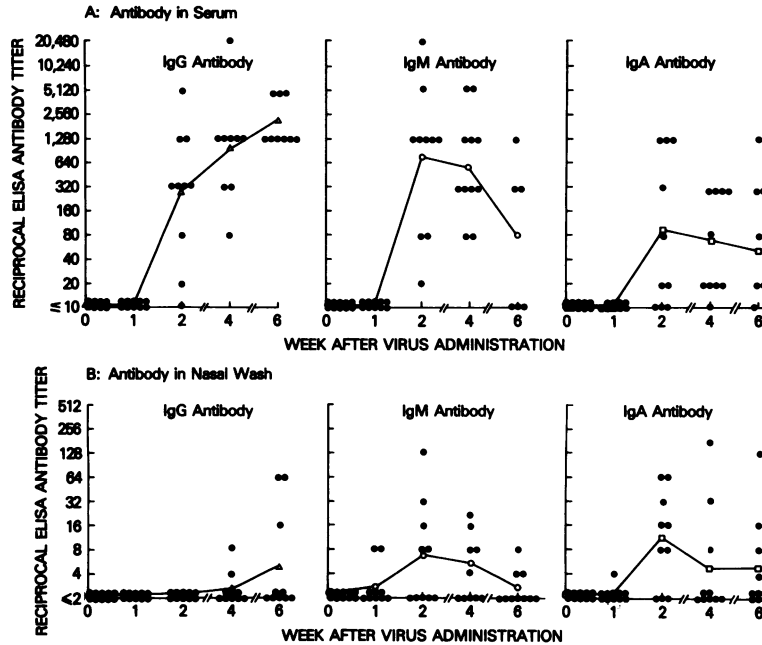 A: Antibody in Serum
RECIPROCAL ELISA ANTIBODY TITER
20,480
10,240
5,120
2,560
1,280
640
320
160
80
40
20
≤10
IgG Antibody
IgM Antibody
IgA Antibody
0 1 2 4 6
0 1 2 4 6
0 1 2 4 6
WEEK AFTER VIRUS ADMINISTRATION
B: Antibody in Nasal Wash
RECIPROCAL ELISA ANTIBODY TITER
512
256
128
64
32
16
8
4
≤2
IgG Antibody
IgM Antibody
IgA Antibody
0 1 2 4 6
0 1 2 4 6
0 1 2 4 6
WEEK AFTER VIRUS ADMINISTRATION